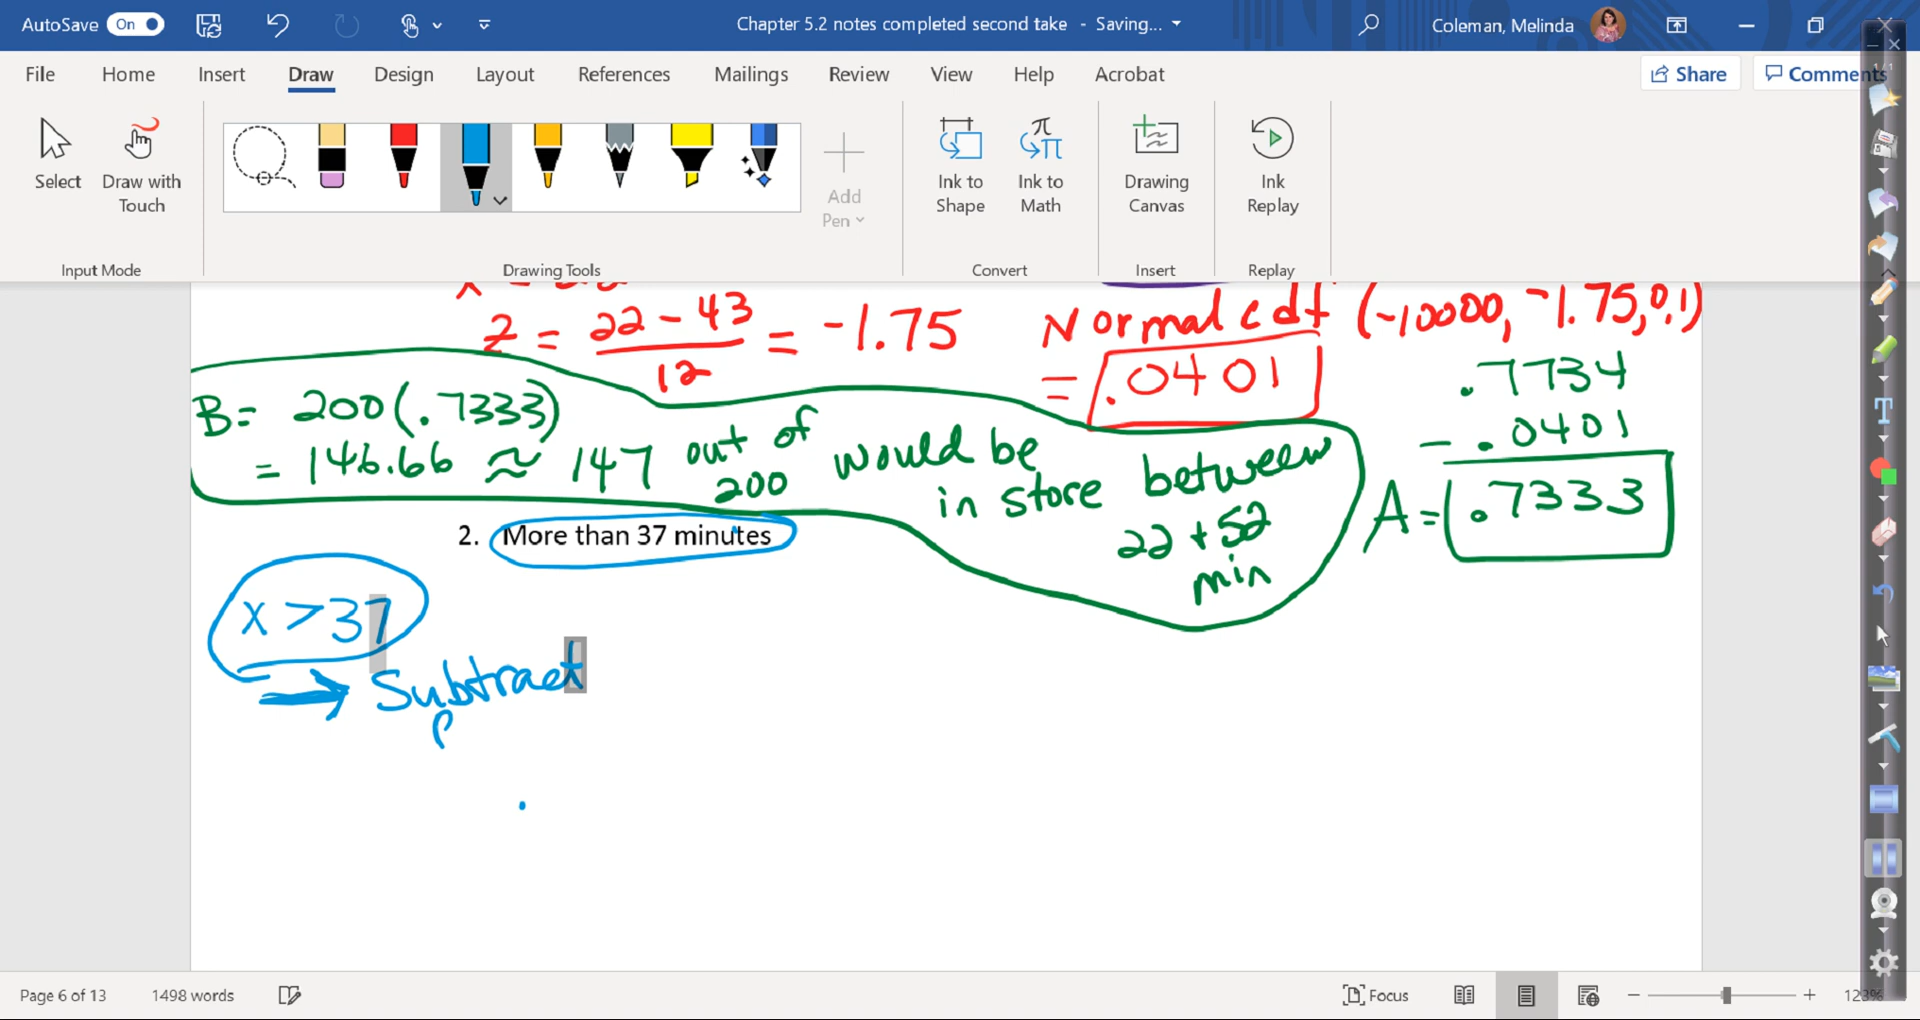 AutoSave On
Chapter 5.2 notes completed second take - Saving...
Coleman, Melinda
File Home Insert Draw Design Layout References Mailings Review View Help Acrobat
Share Comments
1/1
Select
Draw with Touch
Add Pen
Ink to Shape
Ink to Math
Drawing Canvas
Ink Replay
Input Mode
Drawing Tools
Convert
Insert
Replay
Z = 22 - 43 / 12 = -1.75
Normalcdf (-10000, -1.75, 0, 1)
= .0401
.7734
- .0401
A = .7333
B = 200 (.7333)
= 146.66 ≈ 147 out of 200 would be in store between 22 + 52 min
2. More than 37 minutes
x > 37
→ Subtract
P
Page 6 of 13
1498 words
Focus